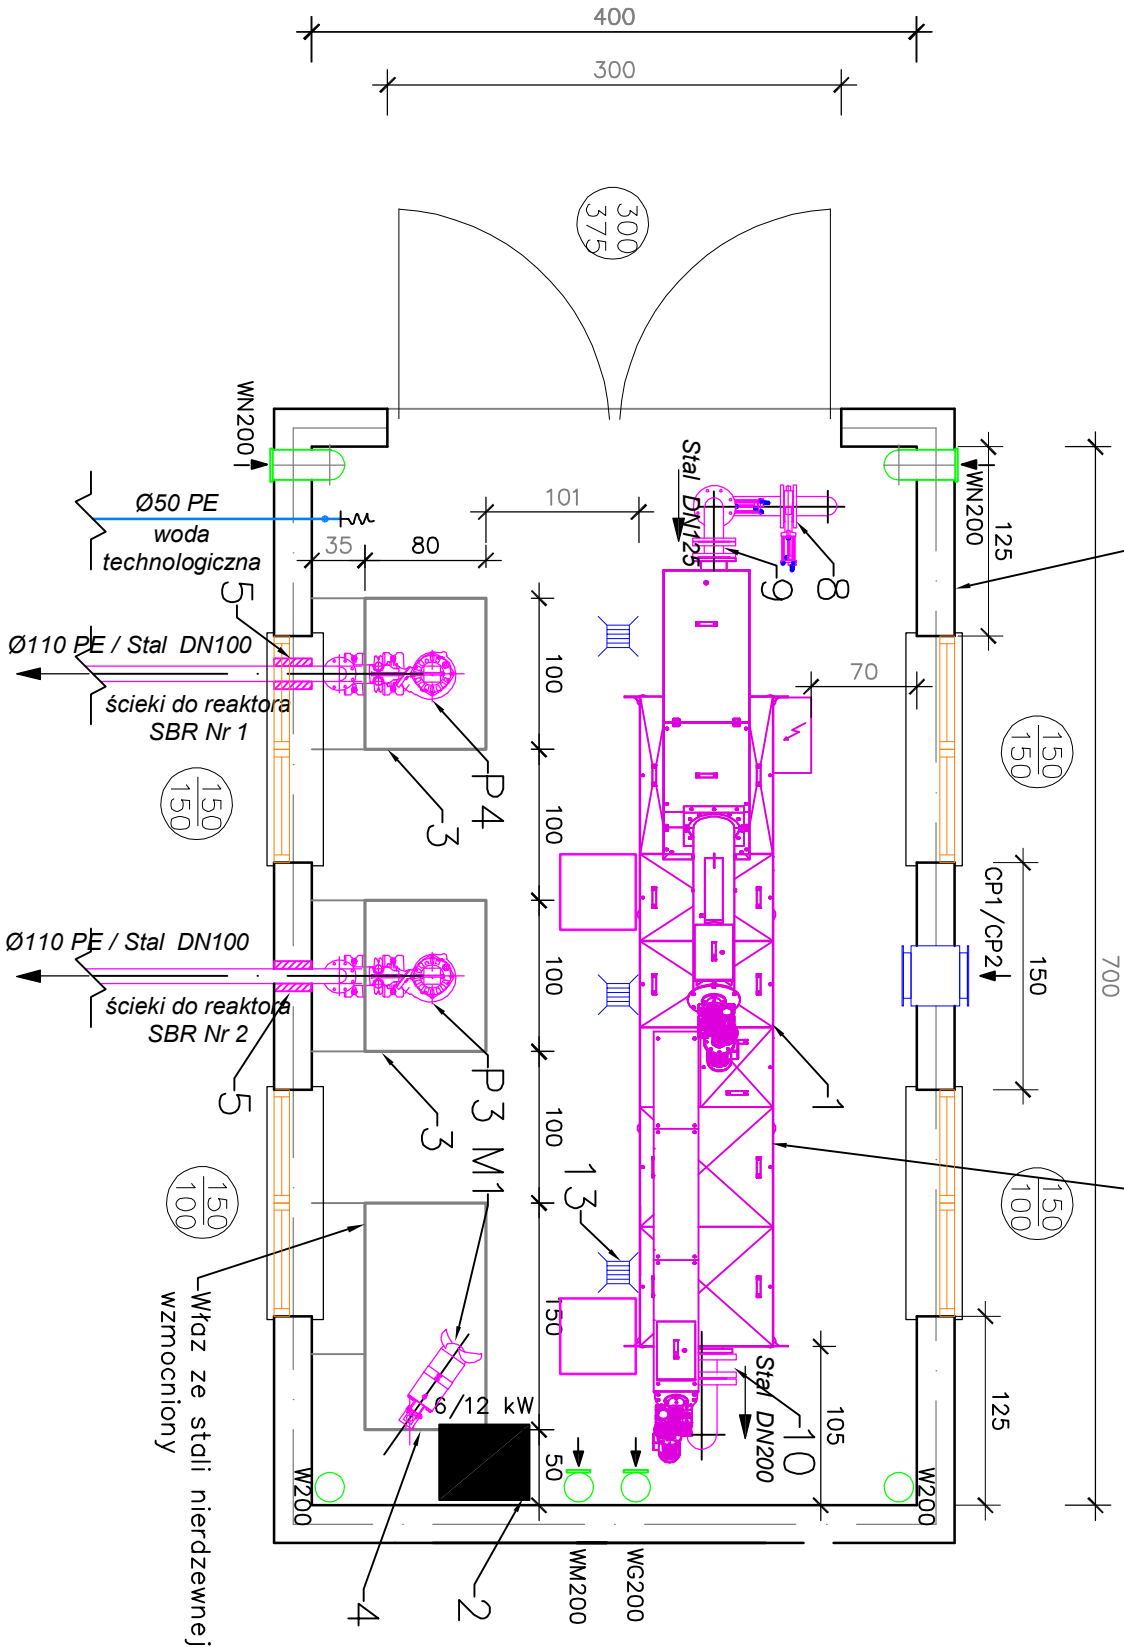 400
300
300
375
WN200
WN200
Stal DN125
Ø50 PE
woda
technologiczna
101
35
80
125
5
9
8
Ø110 PE / Stal DN100
ścieki do reaktora
SBR Nr 1
100
70
150
150
150
150
P4
3
100
CP1/CP2
150
700
Ø110 PE / Stal DN100
ścieki do reaktora
SBR Nr 2
100
5
P3
3
1
M1
100
13
150
100
150
100
Właz ze stali nierdzewnej
wzmocniony
150
6/12 kW
Stal DN200
10
105
125
50
W200
W200
4
2
WM200
WG200